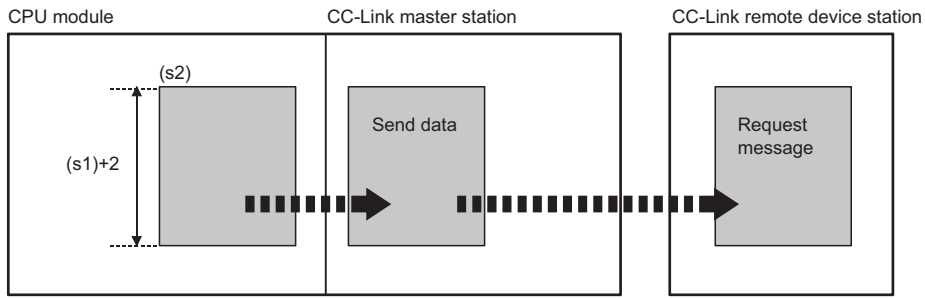 CPU module
CC-Link master station
CC-Link remote device station
(s2)
(s1)+2
Send data
Request
message